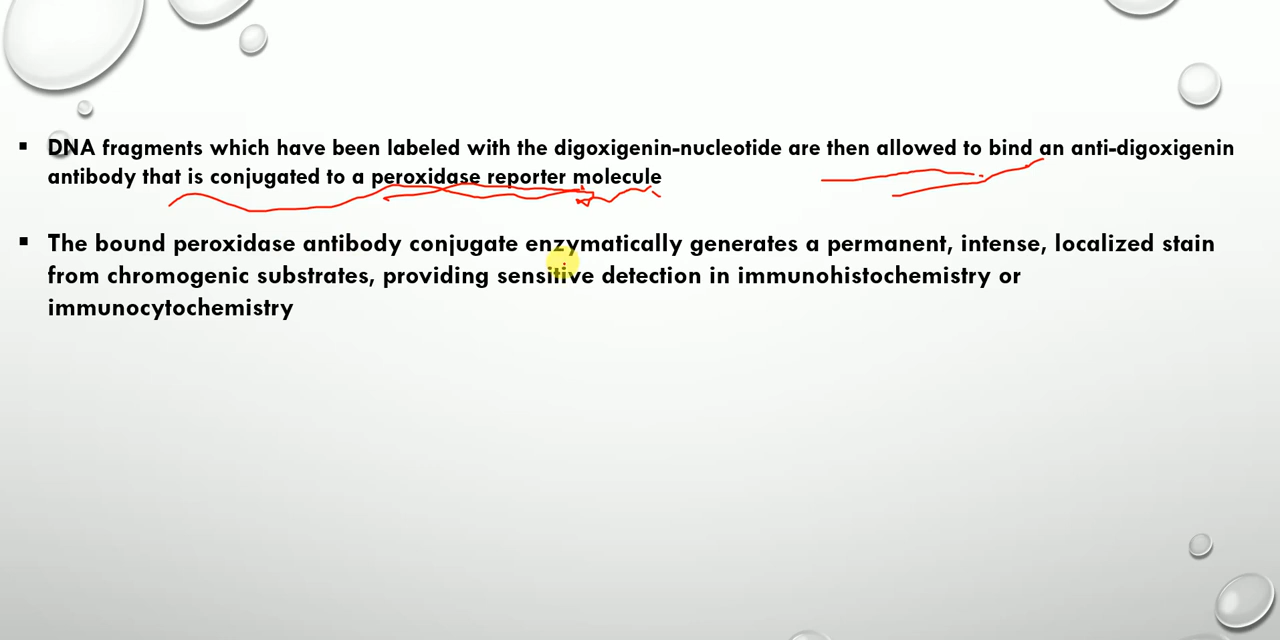 ▪ DNA fragments which have been labeled with the digoxigenin-nucleotide are then allowed to bind an anti-digoxigenin
antibody that is conjugated to a peroxidase reporter molecule
▪ The bound peroxidase antibody conjugate enzymatically generates a permanent, intense, localized stain
from chromogenic substrates, providing sensitive detection in immunohistochemistry or
immunocytochemistry